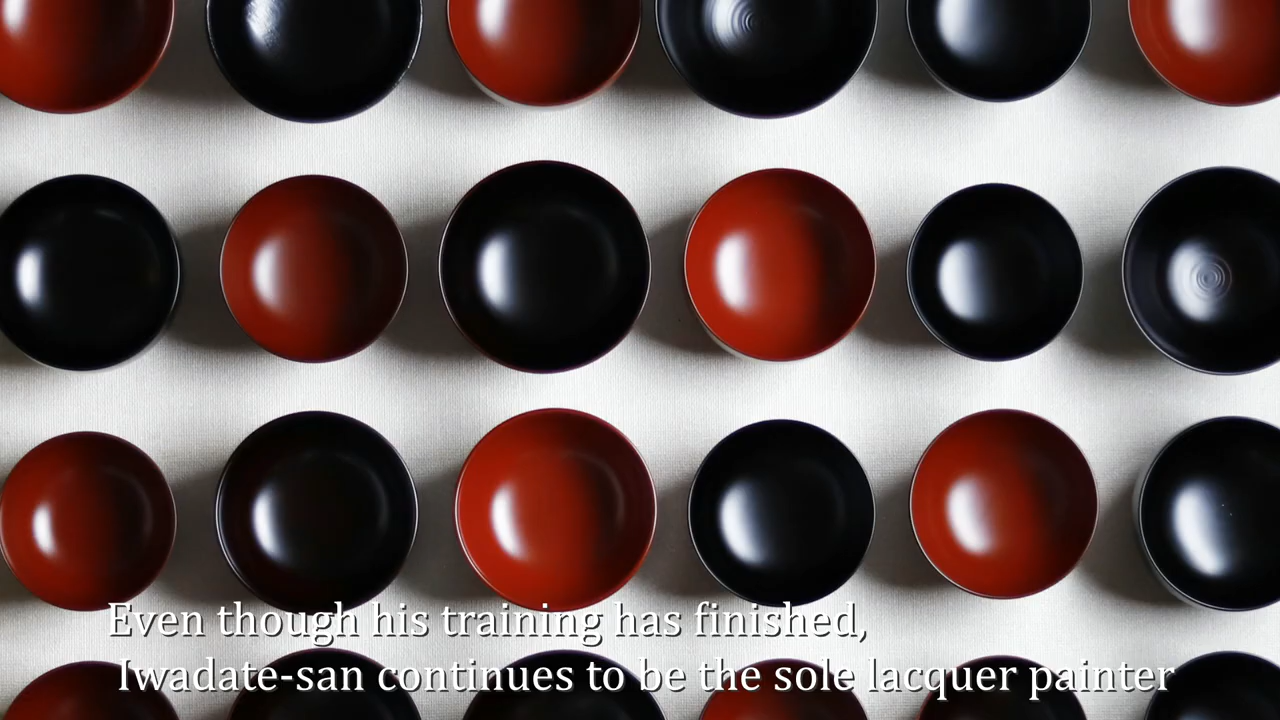 Even though his training has finished,
Iwadate-san continues to be the sole lacquer painter